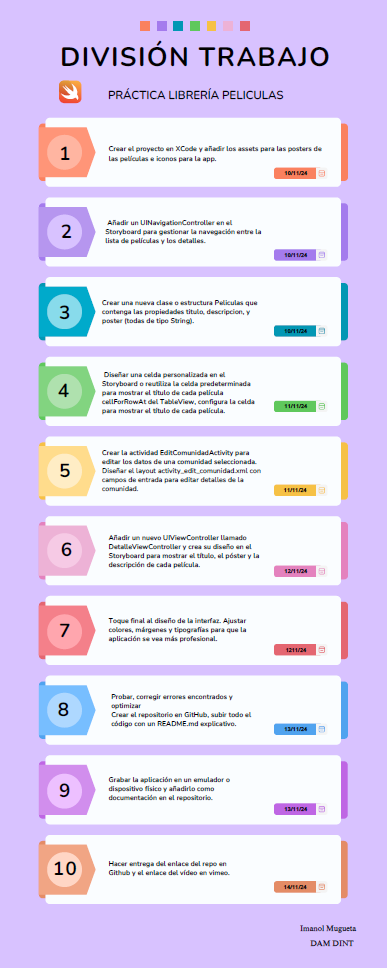 DIVISIÓN TRABAJO
PRÁCTICA LIBRERÍA PELICULAS
1
Crear el proyecto en XCode y añadir los assets para las posters de
las películas e iconos para la app.
10/11/24
2
Añadir un UINavigationController en el
Storyboard para gestionar la navegación entre la
lista de películas y los detalles.
10/11/24
3
Crear una nueva clase o estructura Peliculas que
contenga las propiedades titulo, descripcion, y
poster (todas de tipo String).
10/11/24
4
Diseñar una celda personalizada en el
Storyboard o reutiliza la celda predeterminada
para mostrar el título de cada película
cellForRowAt del TableView, configura la celda
para mostrar el título de cada película.
11/11/24
5
Crear la actividad EditComunidadActivity para
editar los datos de una comunidad seleccionada.
Diseñar el layout activity_edit_comunidad.xml con
campos de entrada para editar detalles de la
comunidad.
11/11/24
6
Añadir un nuevo UIViewController llamado
DetalleViewController y crea su diseño en el
Storyboard para mostrar el título, el póster y la
descripción de cada película.
12/11/24
7
Toque final al diseño de la interfaz. Ajustar
colores, márgenes y tipografías para que la
aplicación se vea más profesional.
1211/24
8
Probar, corregir errores encontrados y
optimizar
Crear el repositorio en GitHub, subir todo el
código con un README.md explicativo.
13/11/24
9
Grabar la aplicación en un emulador o
dispositivo físico y añadirlo como
documentación en el repositorio.
13/11/24
10
Hacer entrega del enlace del repo en
Github y el enlace del vídeo en vimeo.
14/11/24
Imanol Mugueta
DAM DINT